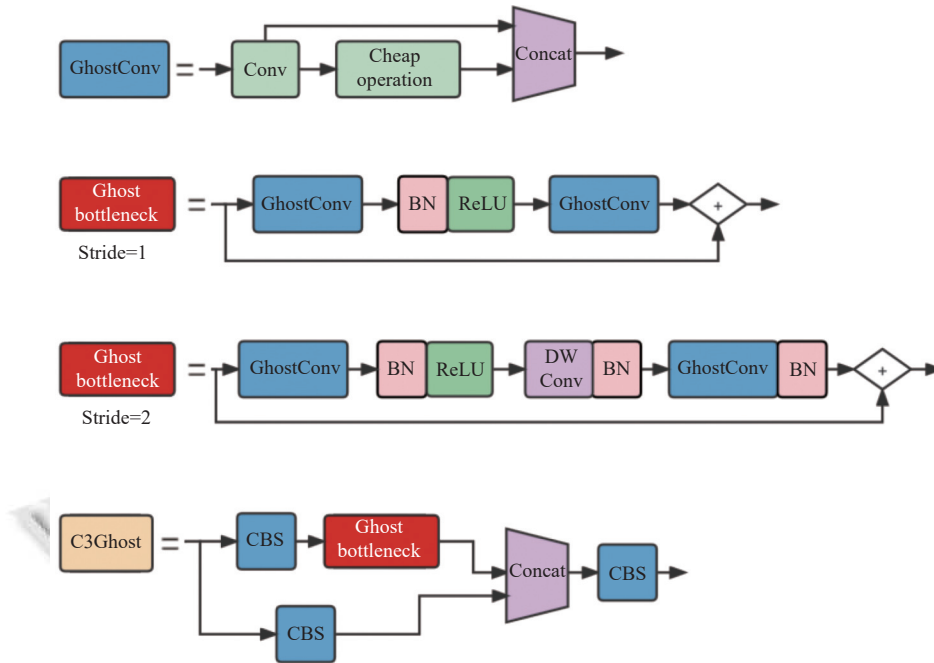 GhostConv = Conv Cheap operation Concat
Ghost bottleneck = GhostConv BN ReLU GhostConv +
Stride=1
Ghost bottleneck = GhostConv BN ReLU DW Conv BN GhostConv BN +
Stride=2
C3Ghost = CBS Ghost bottleneck Concat CBS
CBS